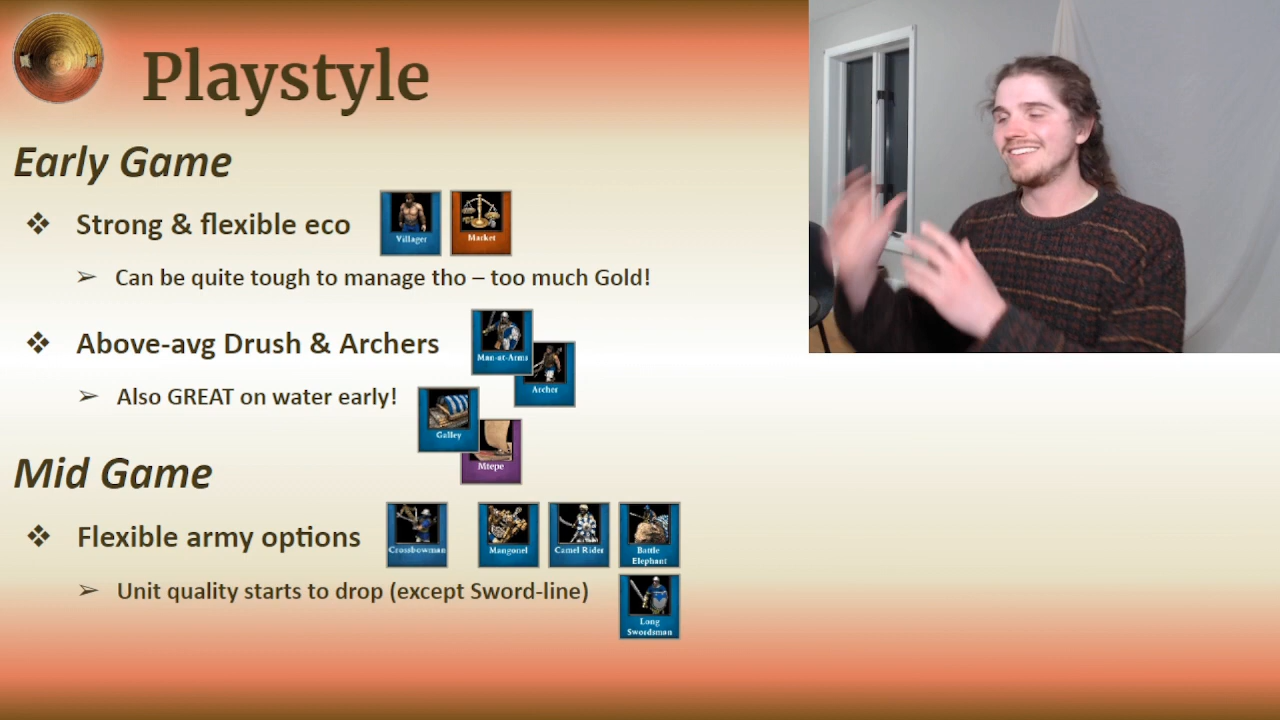 Playstyle
Early Game
Strong & flexible eco
Villager
Market
Can be quite tough to manage tho – too much Gold!
Above-avg Drush & Archers
Man-at-Arms
Archer
Also GREAT on water early!
Galley
Mtepe
Mid Game
Flexible army options
Crossbowman
Mangonel
Camel Rider
Battle
Elephant
Unit quality starts to drop (except Sword-line)
Long
Swordsman